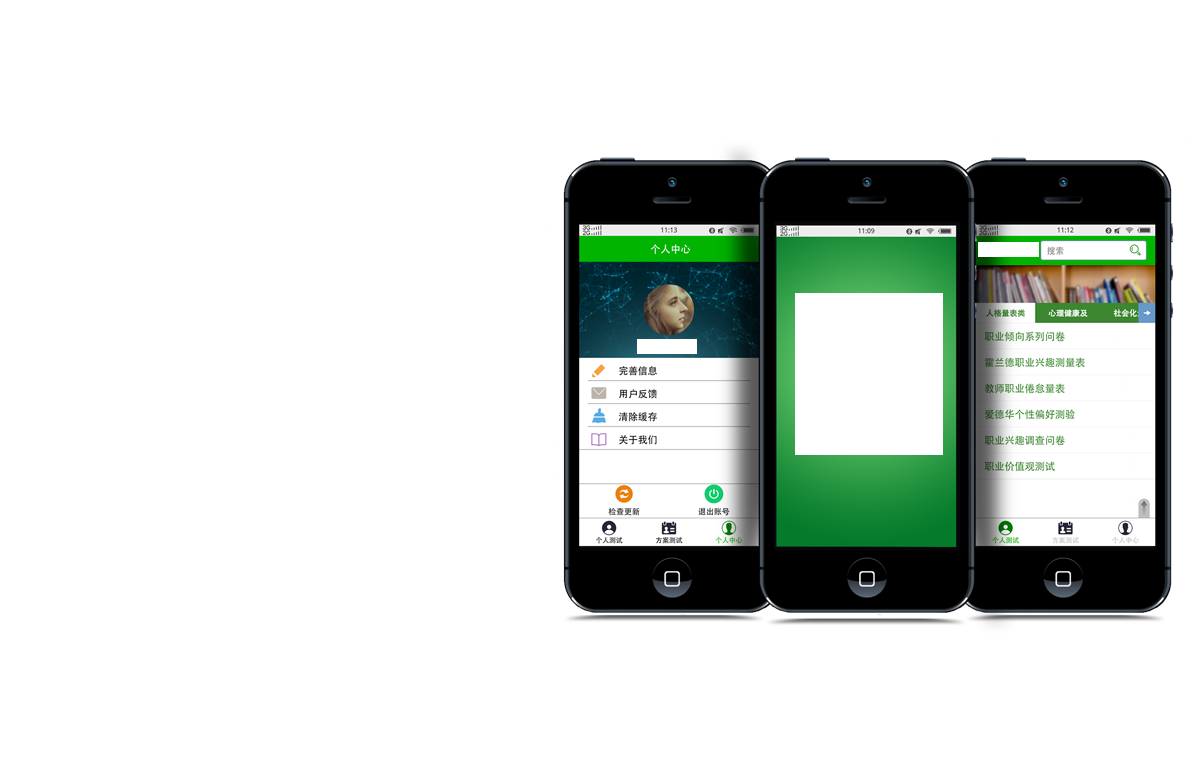 3G
2G
11:13
个人中心
完善信息
用户反馈
清除缓存
关于我们
检查更新
退出账号
个人测试
方案测试
个人中心
3G
2G
11:09
3G
2G
11:12
搜索
人格量表类
心理健康及
社会化
职业倾向系列问卷
霍兰德职业兴趣测量表
教师职业倦怠量表
爱德华个性偏好测验
职业兴趣调查问卷
职业价值观测试
个人测试
方案测试
个人中心